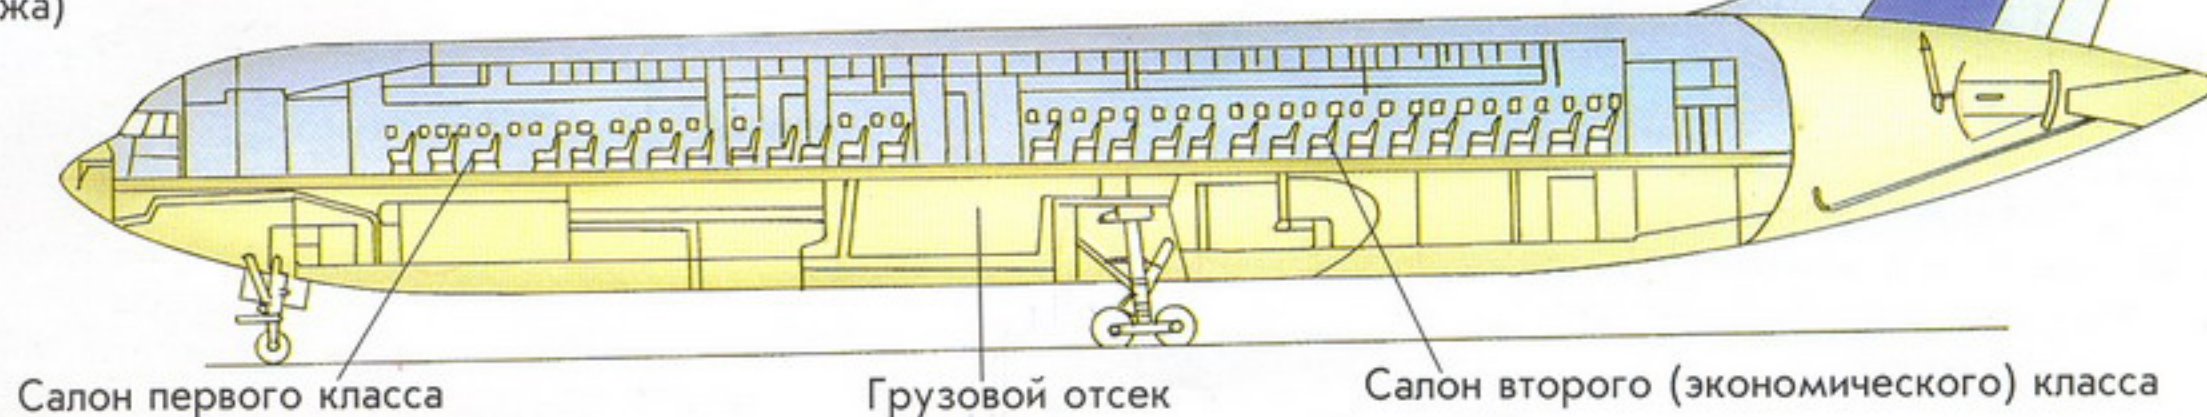 жа)
Салон первого класса
Грузовой отсек
Салон второго (экономического) класса